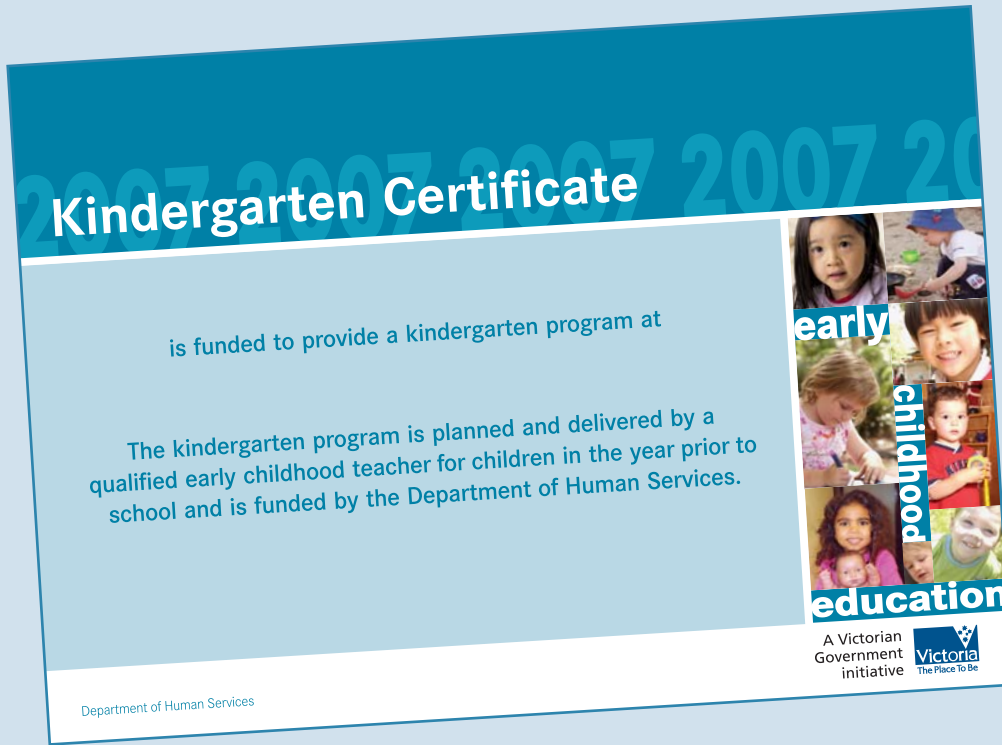 2007 2007 2007 2007 20
Kindergarten Certificate
is funded to provide a kindergarten program at
The kindergarten program is planned and delivered by a
qualified early childhood teacher for children in the year prior to
school and is funded by the Department of Human Services.
early
childhood
education
A Victorian
Government
initiative
Victoria
The Place To Be
Department of Human Services